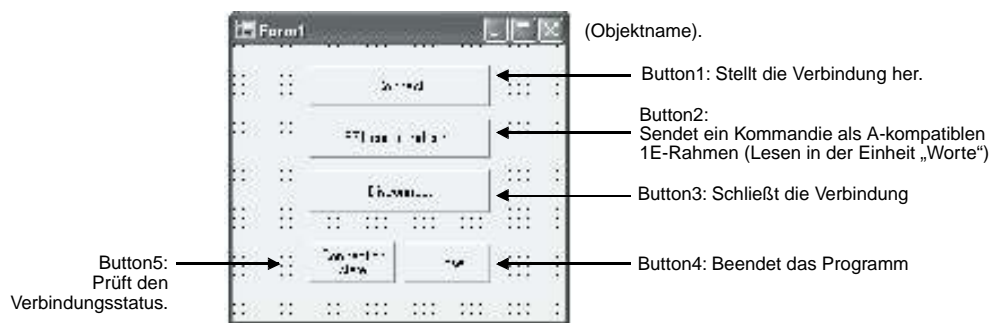 Form1
(Objektname).
Button1: Stellt die Verbindung her.
Button2:
Sendet ein Kommandie als A-kompatiblen
1E-Rahmen (Lesen in der Einheit „Worte“)
Button3: Schließt die Verbindung
Button5:
Prüft den
Verbindungsstatus.
Button4: Beendet das Programm